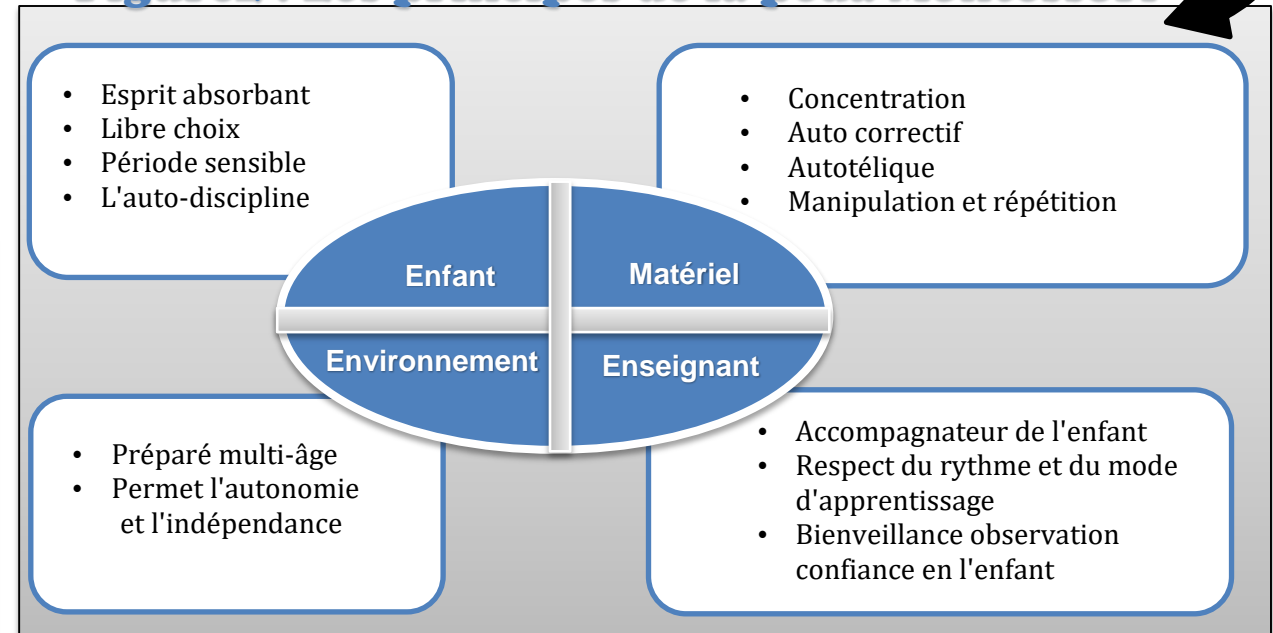 • Esprit absorbant
• Libre choix
• Période sensible
• L'auto-discipline
• Concentration
• Auto correctif
• Autotélique
• Manipulation et répétition
Enfant
Matériel
Environnement
Enseignant
• Préparé multi-âge
• Permet l'autonomie
et l'indépendance
• Accompagnateur de l'enfant
• Respect du rythme et du mode
d'apprentissage
• Bienveillance observation
confiance en l'enfant